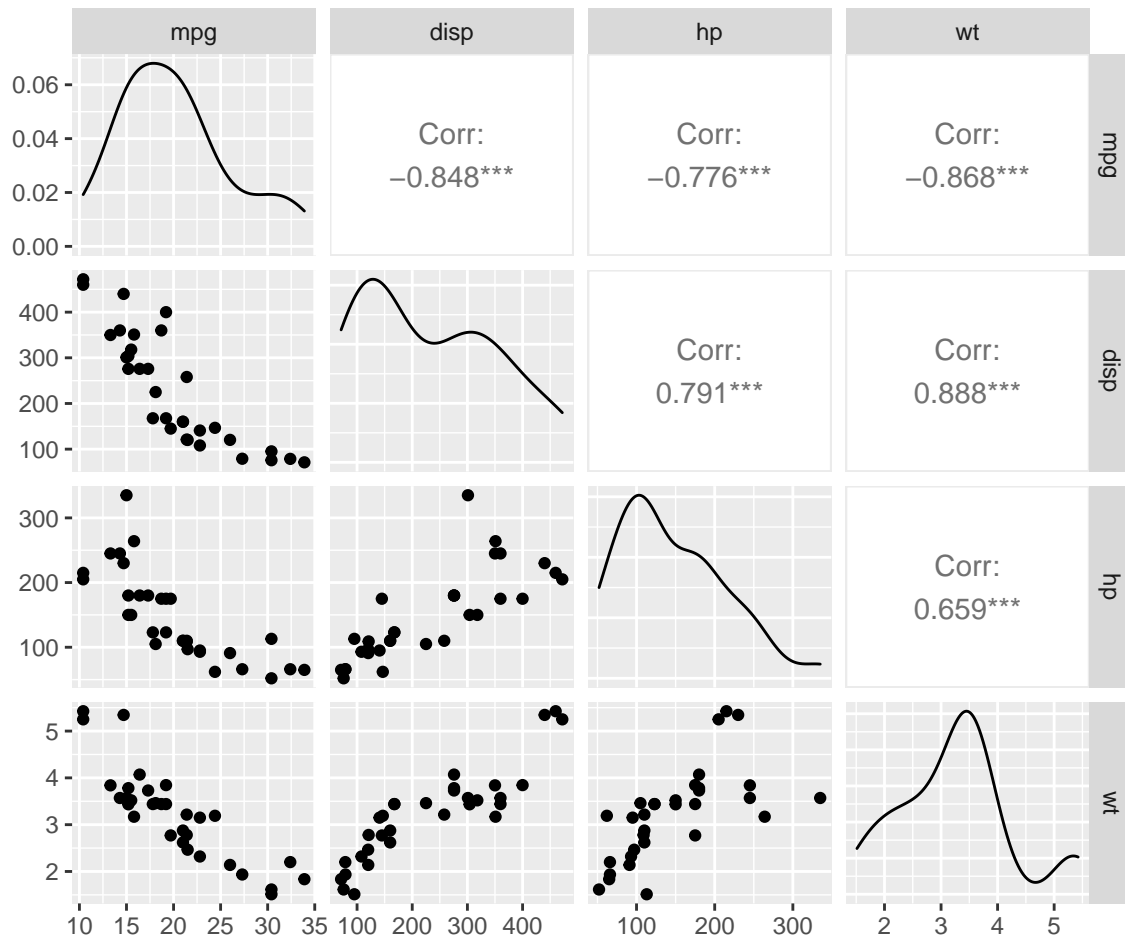 mpg disp hp wt
0.06
0.04
0.02
0.00
Corr:
−0.848***
Corr:
−0.776***
Corr:
−0.868***
mpg
400
300
200
100
Corr:
0.791***
Corr:
0.888***
disp
300
200
100
Corr:
0.659***
hp
5
4
3
2
wt
10 15 20 25 30 35 100 200 300 400 100 200 300 2 3 4 5